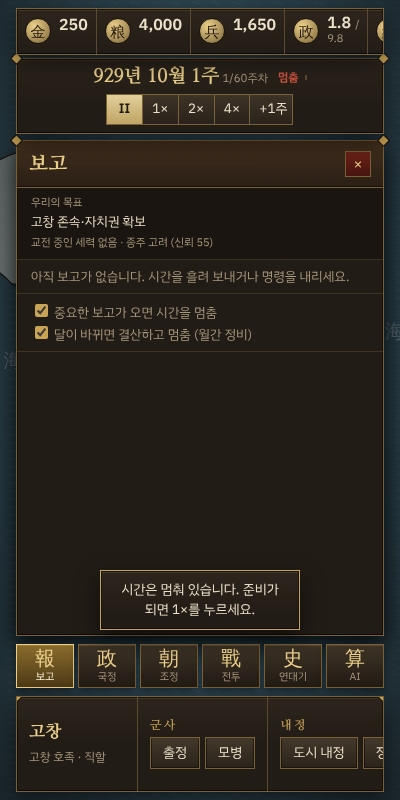 金 250 糧 4,000 兵 1,650 政 1.8 / 9.8
929년 10월 1주 1/60주차 멈춤
II 1× 2× 4× +1주
보고 ×
우리의 목표
고창 존속·자치권 확보
교전 중인 세력 없음 · 종주 고려 (신뢰 55)
아직 보고가 없습니다. 시간을 흘려 보내거나 명령을 내리세요.
중요한 보고가 오면 시간을 멈춤
달이 바뀌면 결산하고 멈춤 (월간 정비)
海
海
시간은 멈춰 있습니다. 준비가
되면 1×를 누르세요.
報 政 朝 戰 史 算
보고 국정 조정 전투 연대기 AI
고창
고창 호족 · 직할
군사
출정 모병
내정
도시 내정